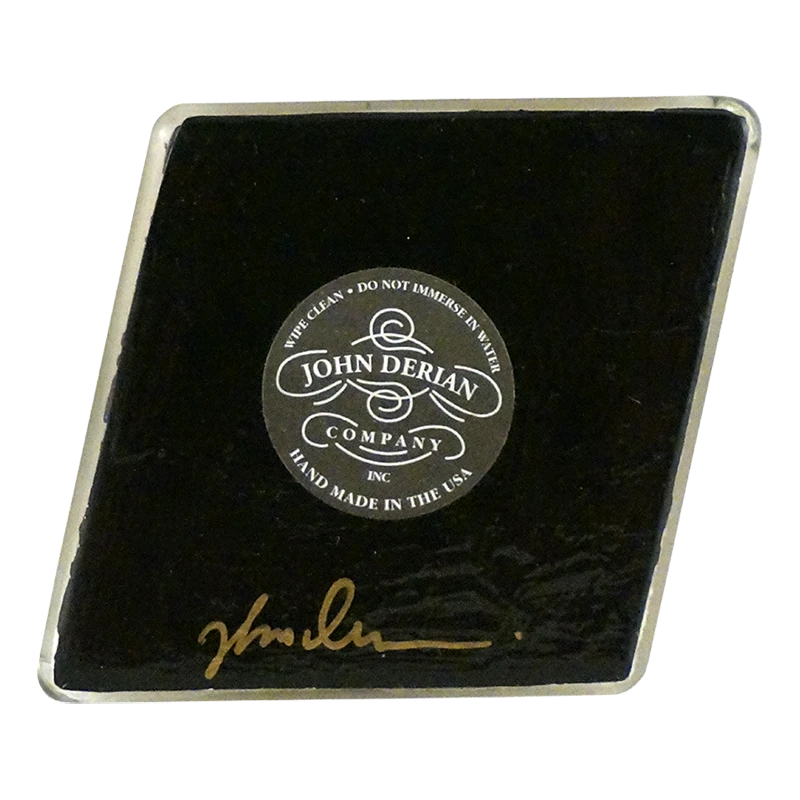 WIPE CLEAN • DO NOT IMMERSE IN WATER
JOHN DERIAN
COMPANY
INC
HAND MADE IN THE USA